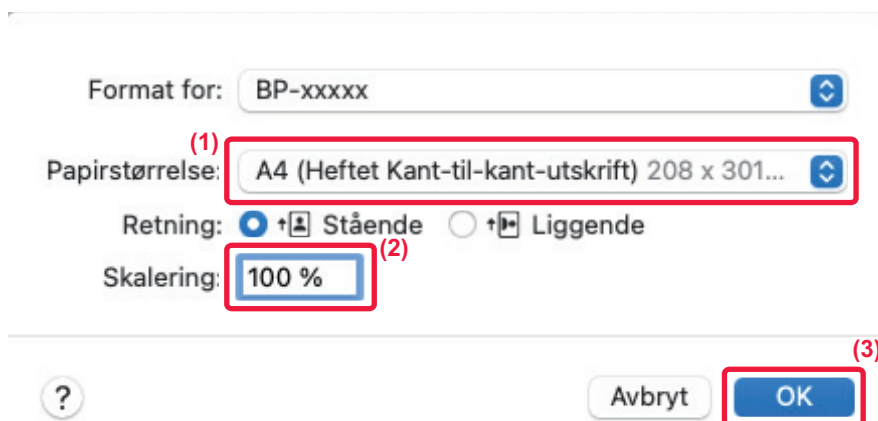 Format for: BP-xxxxx
(1)
Papirstørrelse: A4 (Heftet Kant-til-kant-utskrift) 208 x 301...
Retning: Stående Liggende
(2)
Skalering: 100 %
(3)
? Avbryt OK